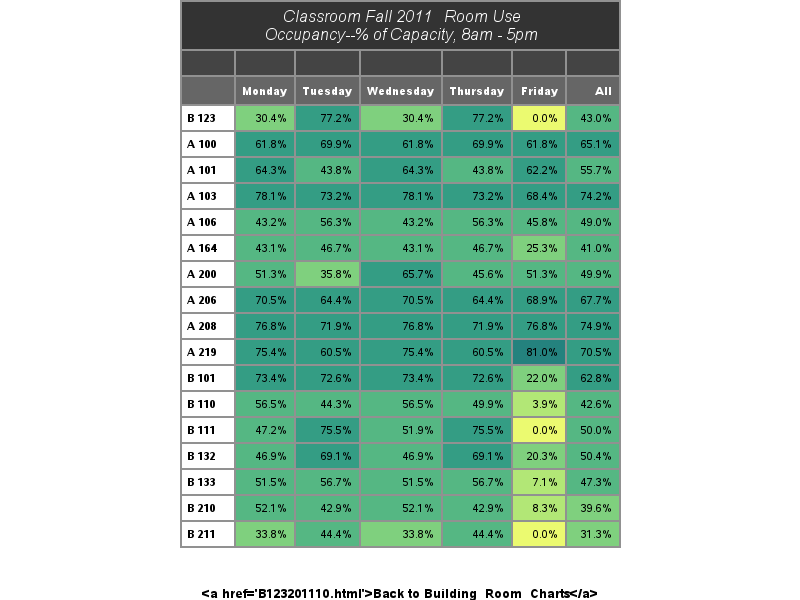 Classroom Fall 2011 Room Use
Occupancy--% of Capacity, 8am - 5pm
Monday Tuesday Wednesday Thursday Friday All
B 123 30.4% 77.2% 30.4% 77.2% 0.0% 43.0%
A 100 61.8% 69.9% 61.8% 69.9% 61.8% 65.1%
A 101 64.3% 43.8% 64.3% 43.8% 62.2% 55.7%
A 103 78.1% 73.2% 78.1% 73.2% 68.4% 74.2%
A 106 43.2% 56.3% 43.2% 56.3% 45.8% 49.0%
A 164 43.1% 46.7% 43.1% 46.7% 25.3% 41.0%
A 200 51.3% 35.8% 65.7% 45.6% 51.3% 49.9%
A 206 70.5% 64.4% 70.5% 64.4% 68.9% 67.7%
A 208 76.8% 71.9% 76.8% 71.9% 76.8% 74.9%
A 219 75.4% 60.5% 75.4% 60.5% 81.0% 70.5%
B 101 73.4% 72.6% 73.4% 72.6% 22.0% 62.8%
B 110 56.5% 44.3% 56.5% 49.9% 3.9% 42.6%
B 111 47.2% 75.5% 51.9% 75.5% 0.0% 50.0%
B 132 46.9% 69.1% 46.9% 69.1% 20.3% 50.4%
B 133 51.5% 56.7% 51.5% 56.7% 7.1% 47.3%
B 210 52.1% 42.9% 52.1% 42.9% 8.3% 39.6%
B 211 33.8% 44.4% 33.8% 44.4% 0.0% 31.3%
<a href='B123201110.html'>Back to Building Room Charts</a>